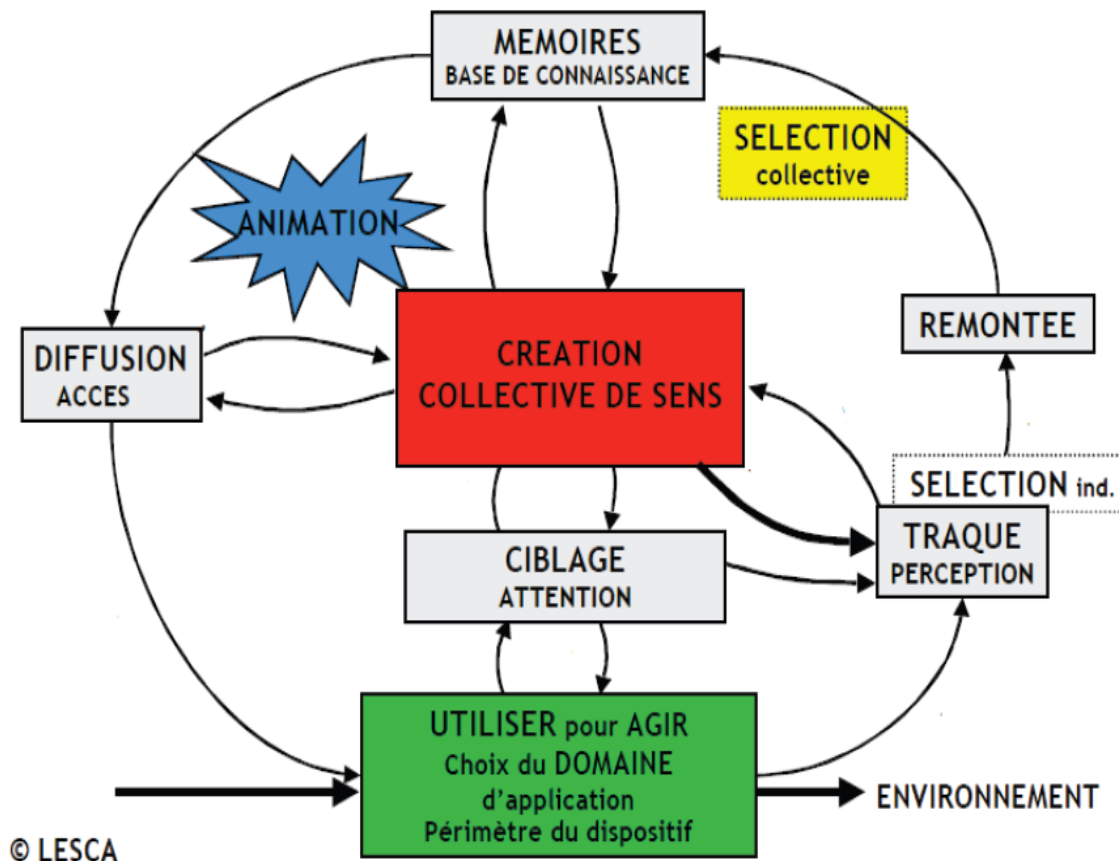 MEMOIRES
BASE DE CONNAISSANCE
SELECTION
collective
ANIMATION
DIFFUSION
ACCES
CREATION
COLLECTIVE DE SENS
REMONTEE
SELECTION ind.
TRAQUE
PERCEPTION
CIBLAGE
ATTENTION
UTILISER pour AGIR
Choix du DOMAINE
d'application
Périmètre du dispositif
ENVIRONNEMENT
© LESCA